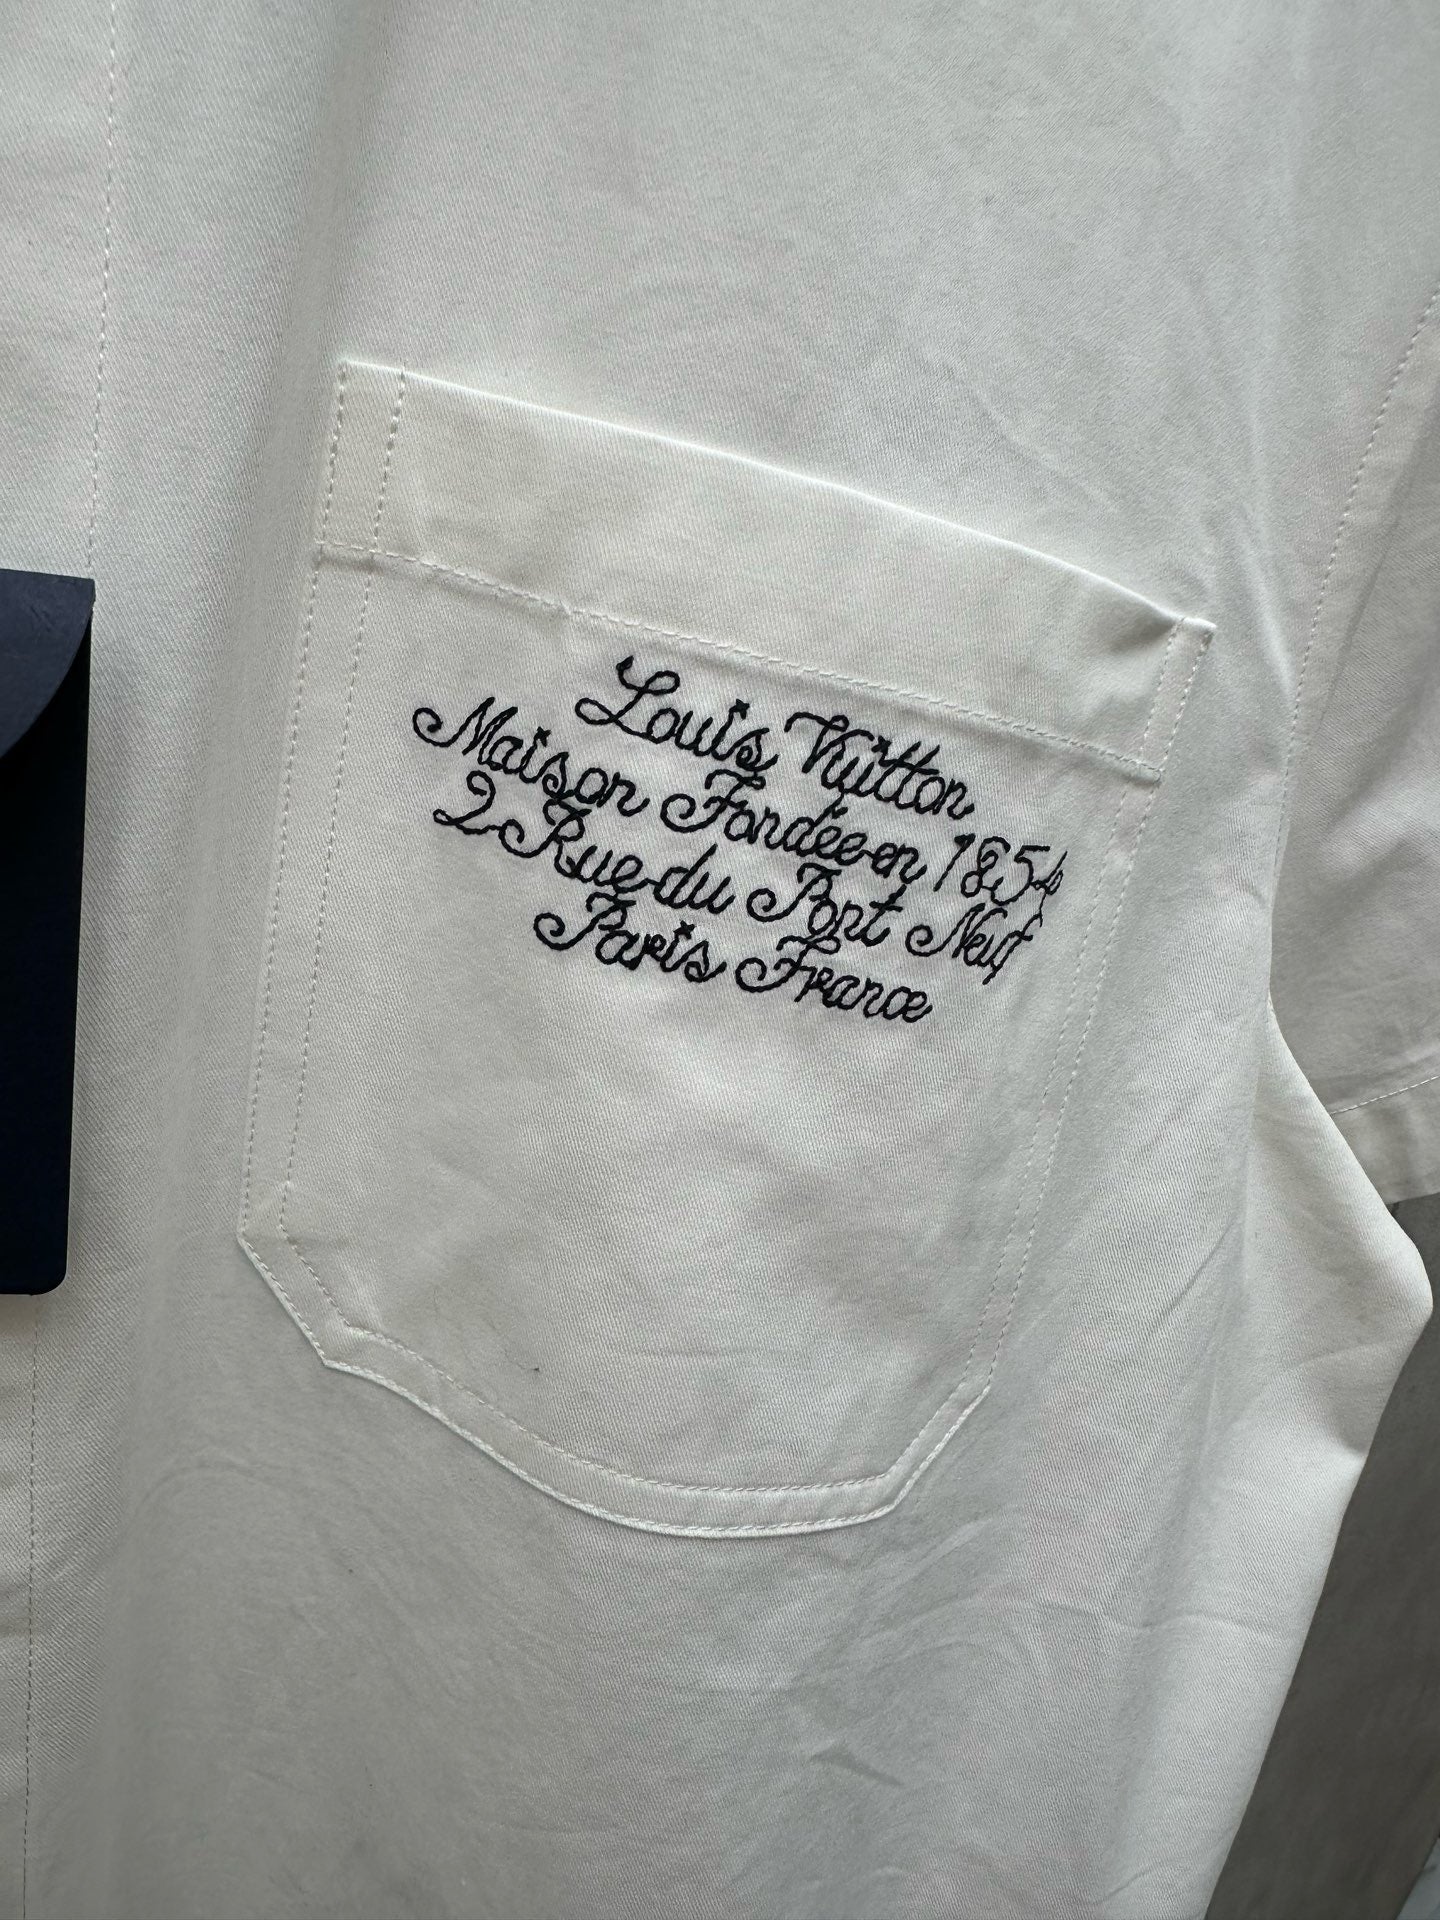 Louis Vuitton
Maison Fondée en 1854
2 Rue du Pont Neuf
Paris France